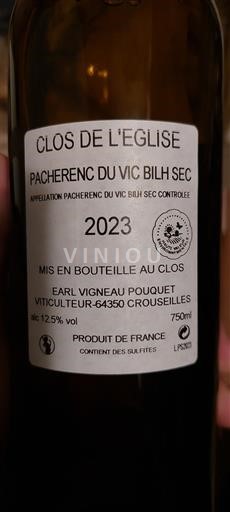 CLOS DE L'EGLISE
PACHERENC DU VIC BILH SEC
APPELLATION PACHERENC DU VIC BILH SEC CONTROLEE
2023
VINIOU
MIS EN BOUTEILLE AU CLOS
EARL VIGNEAU POUQUET
VITICULTEUR-64350 CROUSEILLES
alc 12.5% vol
750ml
PRODUIT DE FRANCE
CONTIENT DES SULFITES